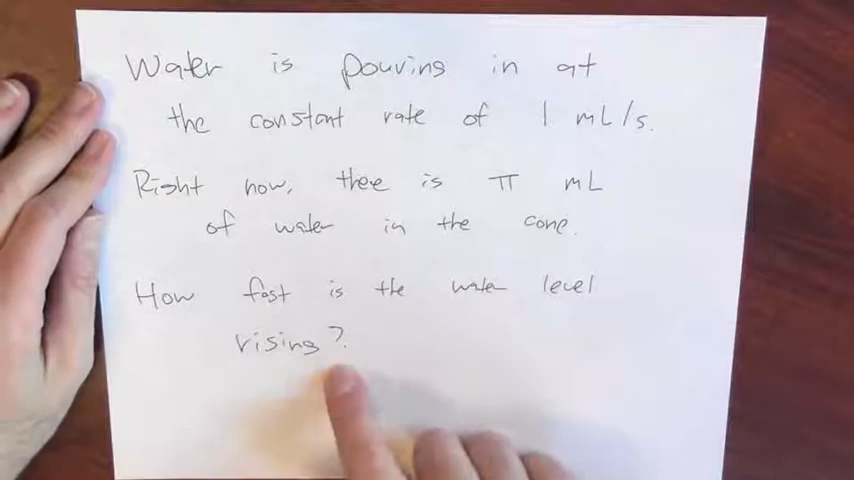 Water is pouring in at
the constant rate of 1 mL/s.
Right now, there is π mL
of water in the cone.
How fast is the water level
rising?